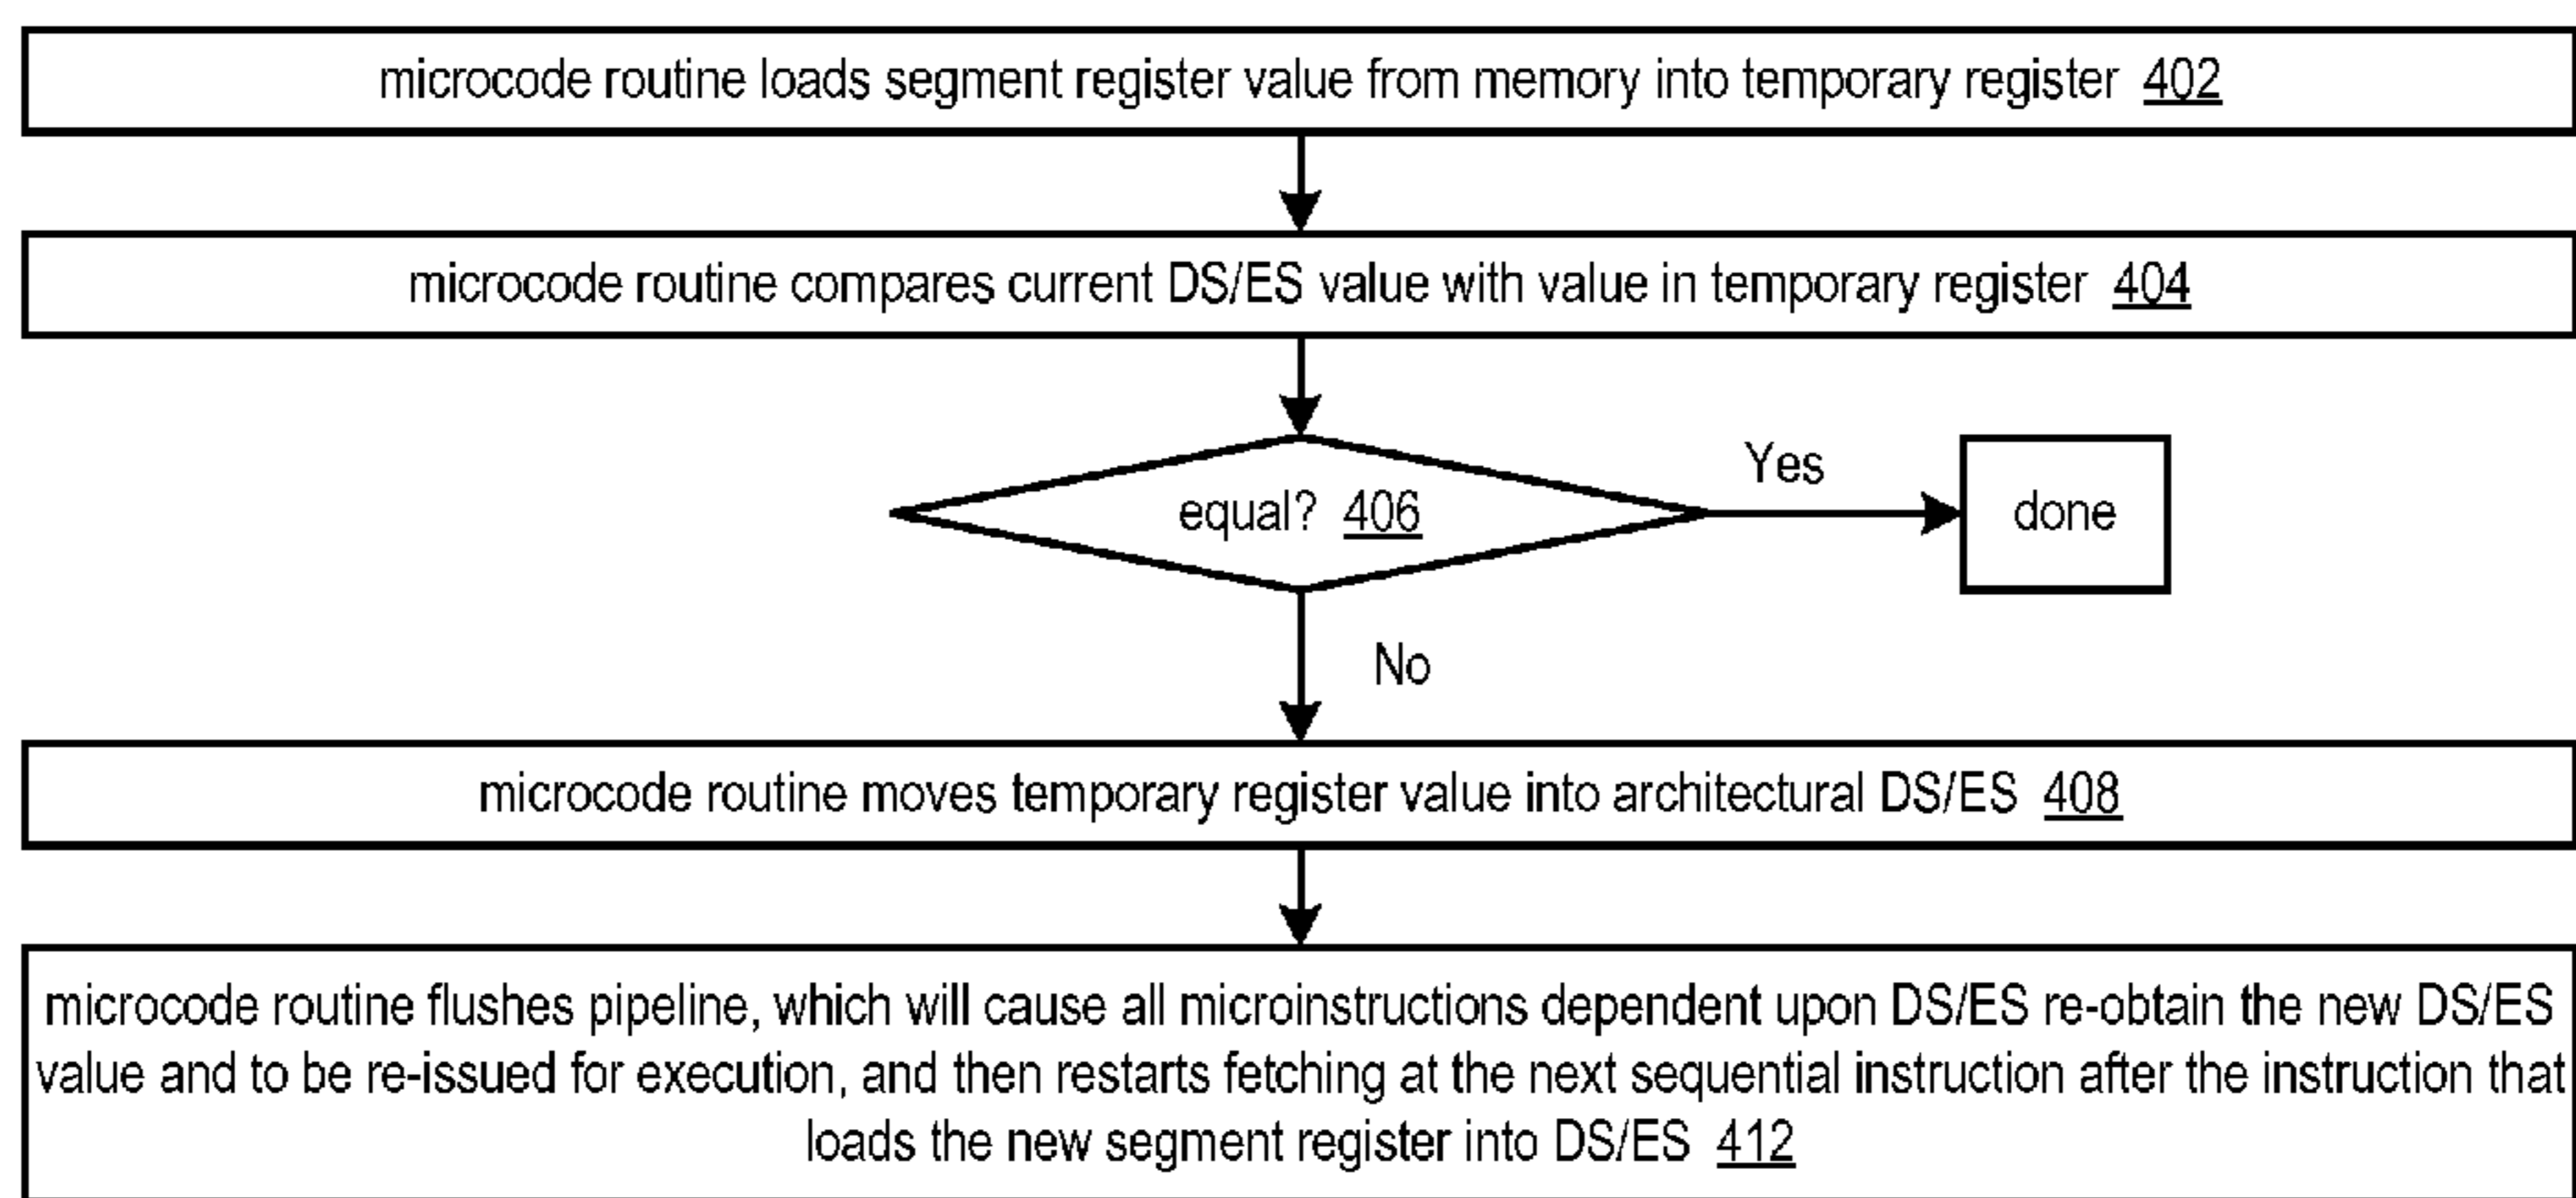 microcode routine loads segment register value from memory into temporary register 402
microcode routine compares current DS/ES value with value in temporary register 404
Yes
equal? 406
done
No
microcode routine moves temporary register value into architectural DS/ES 408
microcode routine flushes pipeline, which will cause all microinstructions dependent upon DS/ES re-obtain the new DS/ES
value and to be re-issued for execution, and then restarts fetching at the next sequential instruction after the instruction that
loads the new segment register into DS/ES 412